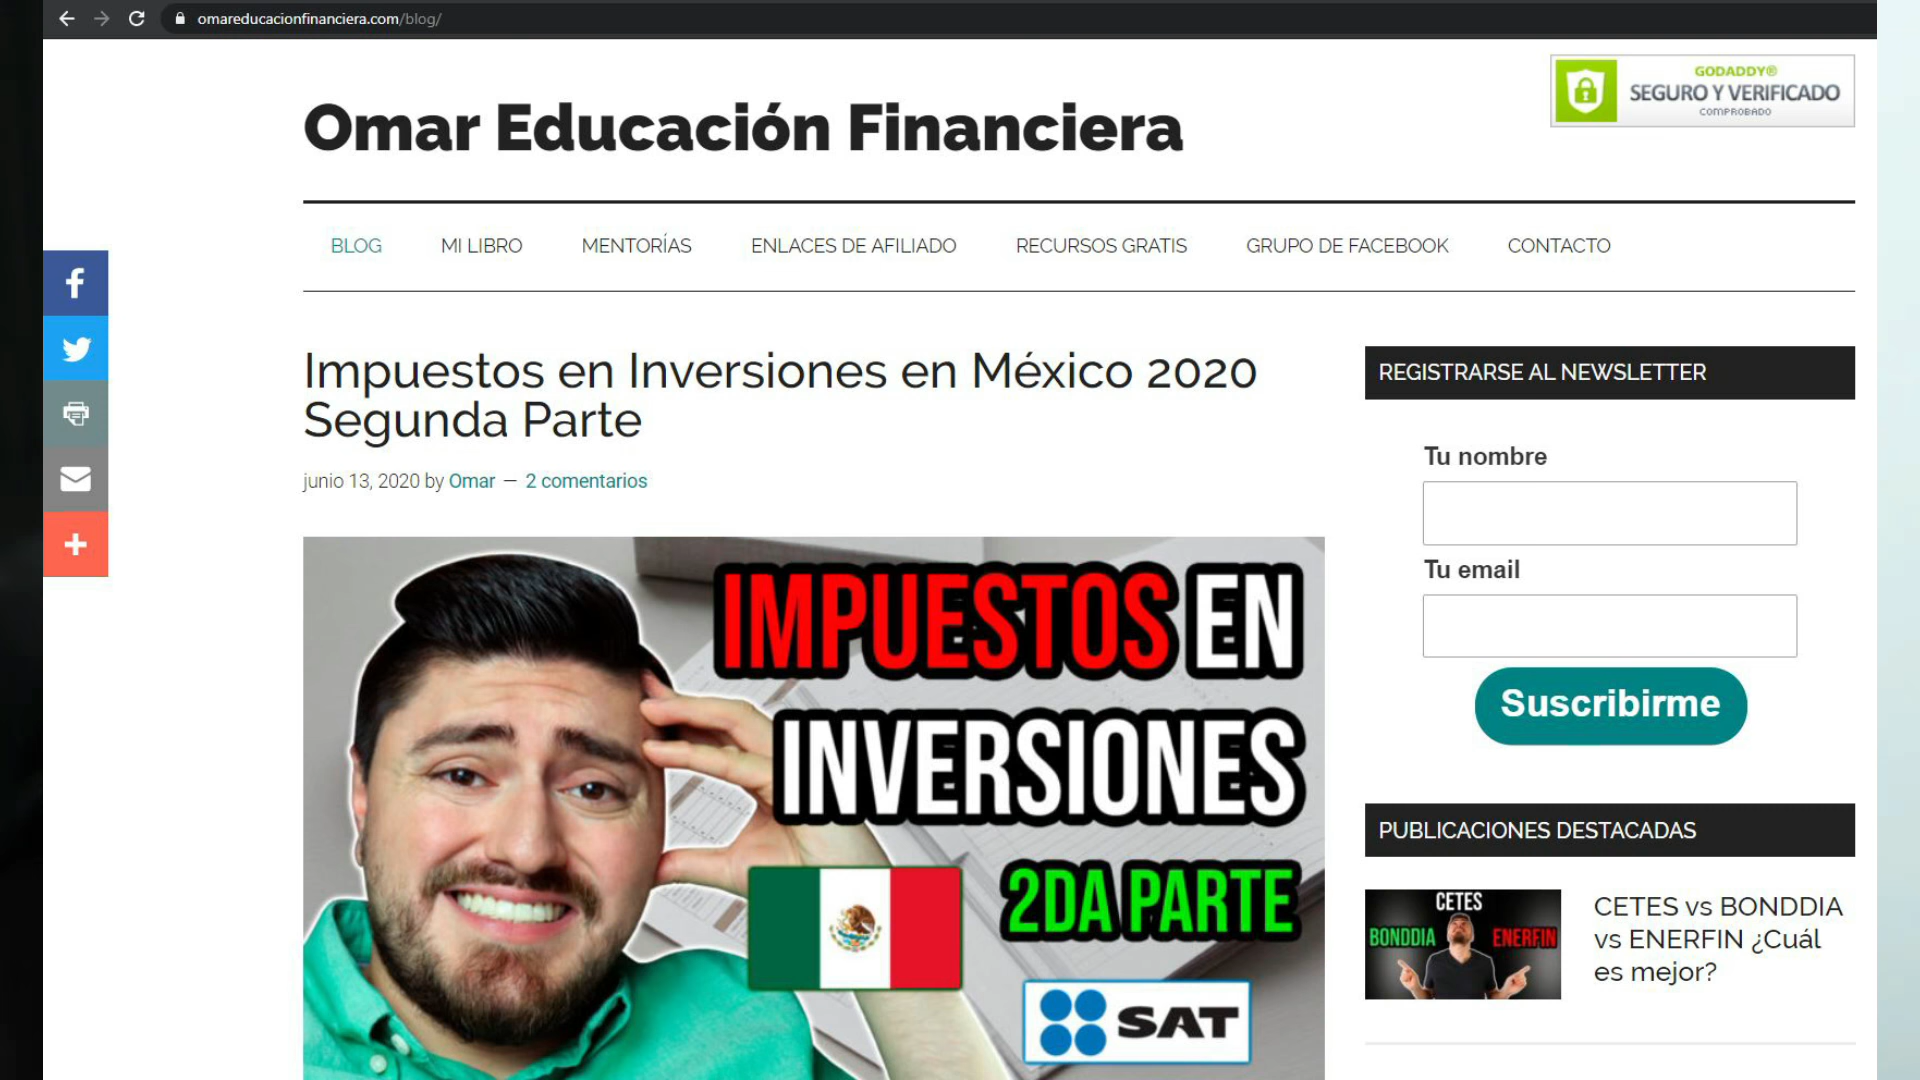 omareducacionfinanciera.com/blog/
GODADDY®
SEGURO Y VERIFICADO
COMPROBADO
Omar Educación Financiera
BLOG
MI LIBRO
MENTORÍAS
ENLACES DE AFILIADO
RECURSOS GRATIS
GRUPO DE FACEBOOK
CONTACTO
Impuestos en Inversiones en México 2020
Segunda Parte
junio 13, 2020 by Omar — 2 comentarios
IMPUESTOS EN
INVERSIONES
2DA PARTE
SAT
REGISTRARSE AL NEWSLETTER
Tu nombre
Tu email
Suscribirme
PUBLICACIONES DESTACADAS
CETES
BONDDIA
ENERFIN
CETES vs BONDDIA
vs ENERFIN ¿Cuál
es mejor?